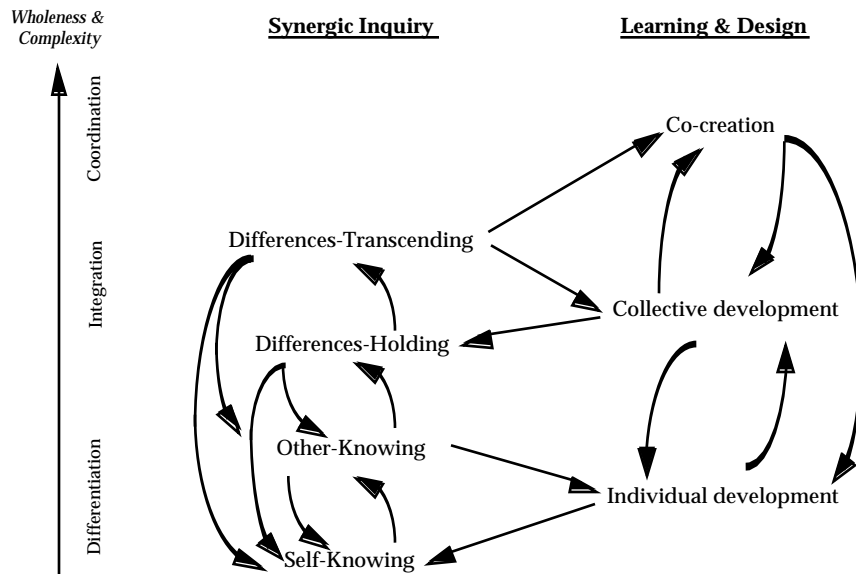 Wholeness &
Complexity
Synergic Inquiry
Learning & Design
Coordination
Co-creation
Differences-Transcending
Integration
Collective development
Differences-Holding
Other-Knowing
Differentiation
Individual development
Self-Knowing